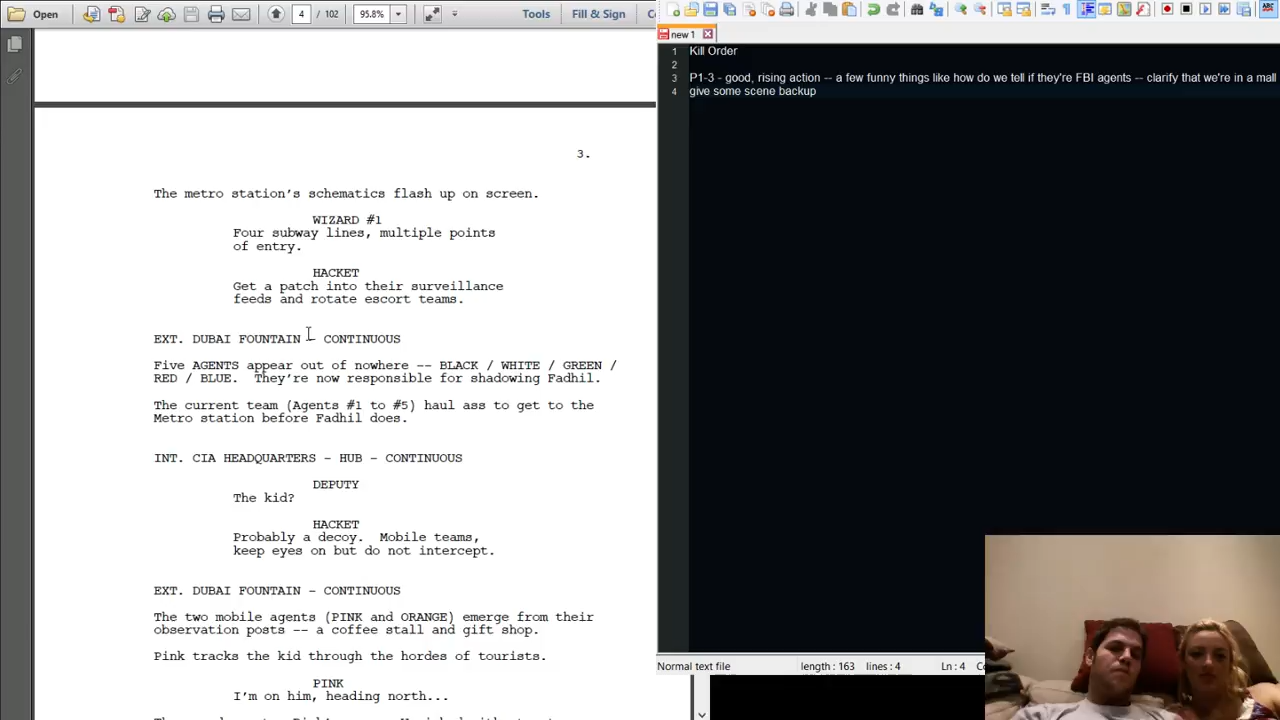 Open
4
/ 102
95.8%
Tools
Fill & Sign
new 1
1 Kill Order
2
3 P1-3 - good, rising action -- a few funny things like how do we tell if they're FBI agents -- clarify that we're in a mall
4 give some scene backup
3.
The metro station's schematics flash up on screen.
WIZARD #1
Four subway lines, multiple points
of entry.
HACKET
Get a patch into their surveillance
feeds and rotate escort teams.
EXT. DUBAI FOUNTAIN - CONTINUOUS
Five AGENTS appear out of nowhere -- BLACK / WHITE / GREEN /
RED / BLUE. They're now responsible for shadowing Fadhil.
The current team (Agents #1 to #5) haul ass to get to the
Metro station before Fadhil does.
INT. CIA HEADQUARTERS - HUB - CONTINUOUS
DEPUTY
The kid?
HACKET
Probably a decoy. Mobile teams,
keep eyes on but do not intercept.
EXT. DUBAI FOUNTAIN - CONTINUOUS
The two mobile agents (PINK and ORANGE) emerge from their
observation posts -- a coffee stall and gift shop.
Pink tracks the kid through the hordes of tourists.
PINK
I'm on him, heading north...
Normal text file
length : 163
lines : 4
Ln : 4